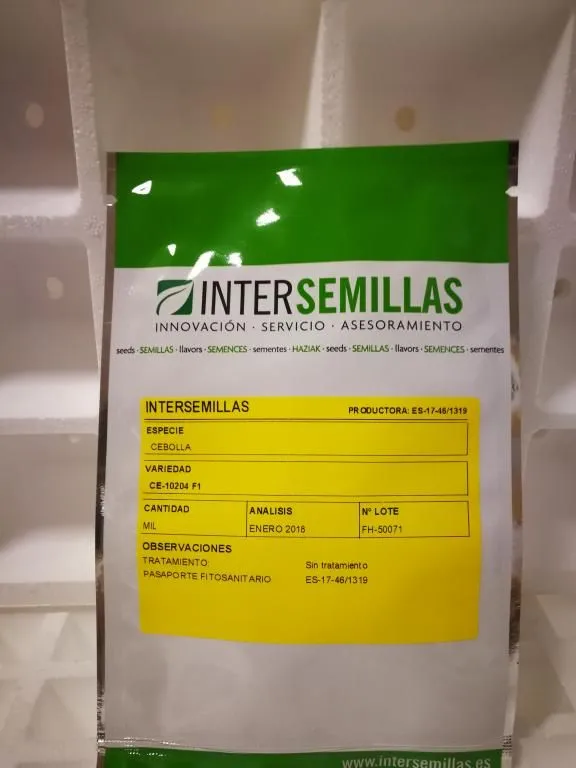 INTERSEMILLAS
INNOVACIÓN · SERVICIO · ASESORAMIENTO
seeds · SEMILLAS · llavors · SEMENCES · sementes · HAZIAK · seeds · SEMILLAS · llavors · SEMENCES · sementes
INTERSEMILLAS PRODUCTORA: ES-17-46/1319
ESPECIE
CEBOLLA
VARIEDAD
CE-10204 F1
CANTIDAD ANALISIS Nº LOTE
MIL ENERO 2018 FH-50071
OBSERVACIONES
TRATAMIENTO: Sin tratamiento
PASAPORTE FITOSANITARIO ES-17-46/1319
www.intersemillas.es